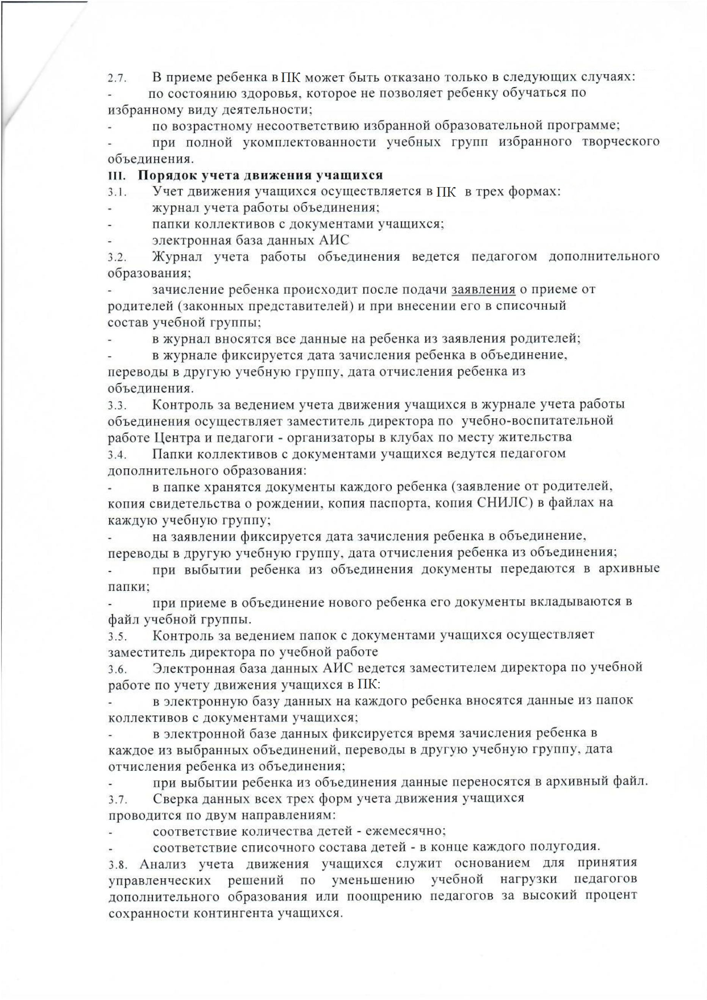 2.7. В приеме ребенка в ПК может быть отказано только в следующих случаях:
- по состоянию здоровья, которое не позволяет ребенку обучаться по
избранному виду деятельности;
- по возрастному несоответствию избранной образовательной программе;
- при полной укомплектованности учебных групп избранного творческого
объединения.
III. Порядок учета движения учащихся
3.1. Учет движения учащихся осуществляется в ПК в трех формах:
- журнал учета работы объединения;
- папки коллективов с документами учащихся;
- электронная база данных АИС
3.2. Журнал учета работы объединения ведется педагогом дополнительного
образования;
- зачисление ребенка происходит после подачи заявления о приеме от
родителей (законных представителей) и при внесении его в списочный
состав учебной группы;
- в журнал вносятся все данные на ребенка из заявления родителей;
- в журнале фиксируется дата зачисления ребенка в объединение,
переводы в другую учебную группу, дата отчисления ребенка из
объединения.
3.3. Контроль за ведением учета движения учащихся в журнале учета работы
объединения осуществляет заместитель директора по учебно-воспитательной
работе Центра и педагоги - организаторы в клубах по месту жительства
3.4. Папки коллективов с документами учащихся ведутся педагогом
дополнительного образования:
- в папке хранятся документы каждого ребенка (заявление от родителей,
копия свидетельства о рождении, копия паспорта, копия СНИЛС) в файлах на
каждую учебную группу;
- на заявлении фиксируется дата зачисления ребенка в объединение,
переводы в другую учебную группу, дата отчисления ребенка из объединения;
- при выбытии ребенка из объединения документы передаются в архивные
папки;
- при приеме в объединение нового ребенка его документы вкладываются в
файл учебной группы.
3.5. Контроль за ведением папок с документами учащихся осуществляет
заместитель директора по учебной работе
3.6. Электронная база данных АИС ведется заместителем директора по учебной
работе по учету движения учащихся в ПК:
- в электронную базу данных на каждого ребенка вносятся данные из папок
коллективов с документами учащихся;
- в электронной базе данных фиксируется время зачисления ребенка в
каждое из выбранных объединений, переводы в другую учебную группу, дата
отчисления ребенка из объединения;
- при выбытии ребенка из объединения данные переносятся в архивный файл.
3.7. Сверка данных всех трех форм учета движения учащихся
проводится по двум направлениям:
- соответствие количества детей - ежемесячно;
- соответствие списочного состава детей - в конце каждого полугодия.
3.8. Анализ учета движения учащихся служит основанием для принятия
управленческих решений по уменьшению учебной нагрузки педагогов
дополнительного образования или поощрению педагогов за высокий процент
сохранности контингента учащихся.